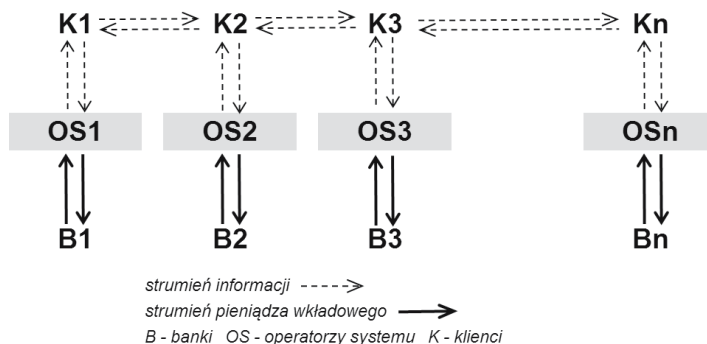 K1 K2 K3 Kn
OS1 OS2 OS3 OSn
B1 B2 B3 Bn
strumień informacji
strumień pieniądza wkładowego
B - banki OS - operatorzy systemu K - klienci